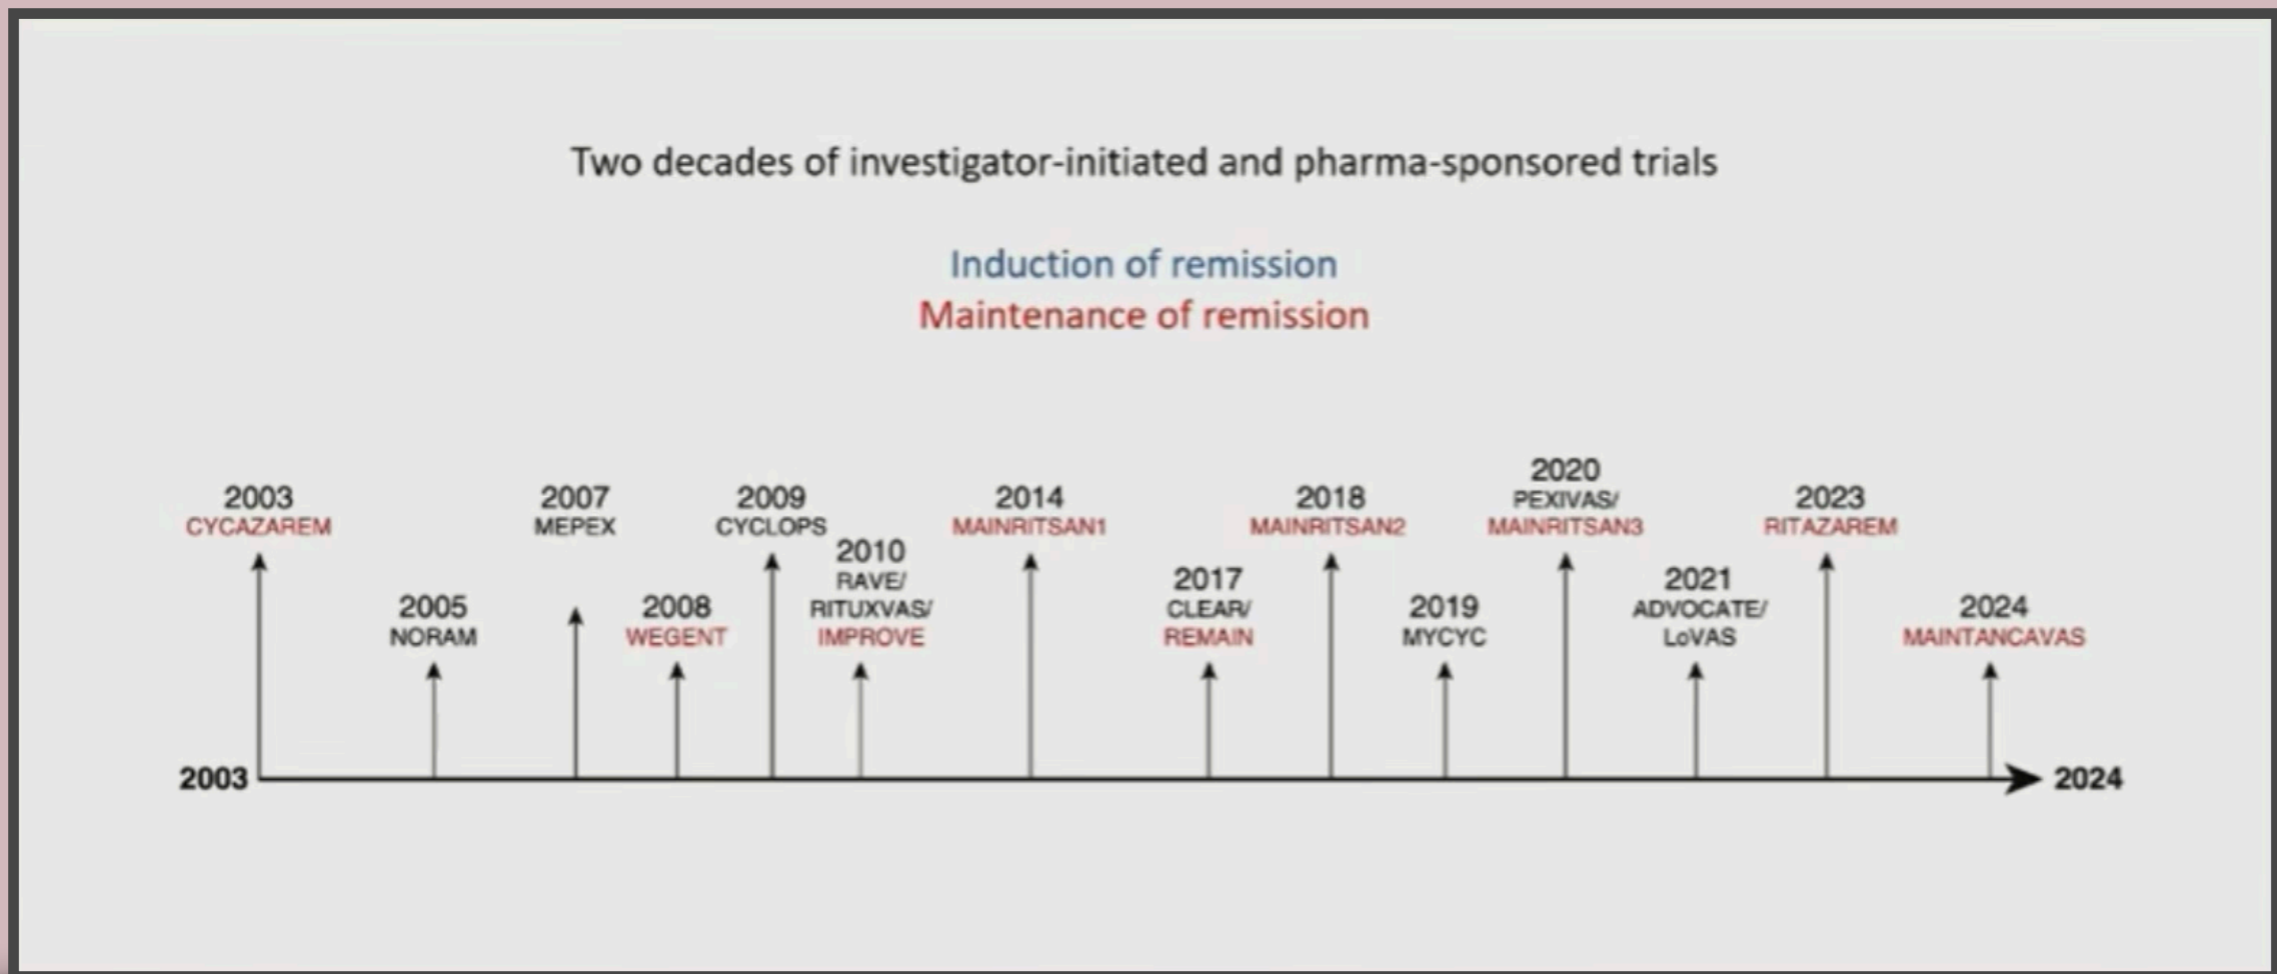 Two decades of investigator-initiated and pharma-sponsored trials
Induction of remission
Maintenance of remission
2003
CYCAZAREM
2005
NORAM
2007
MEPEX
2008
WEGENT
2009
CYCLOPS
2010
RAVE/
RITUXVAS/
IMPROVE
2014
MAINRITSAN1
2017
CLEAR/
REMAIN
2018
MAINRITSAN2
2019
MYCYC
2020
PEXIVAS/
MAINRITSAN3
2021
ADVOCATE/
LoVAS
2023
RITAZAREM
2024
MAINTANCAVAS
2003
2024